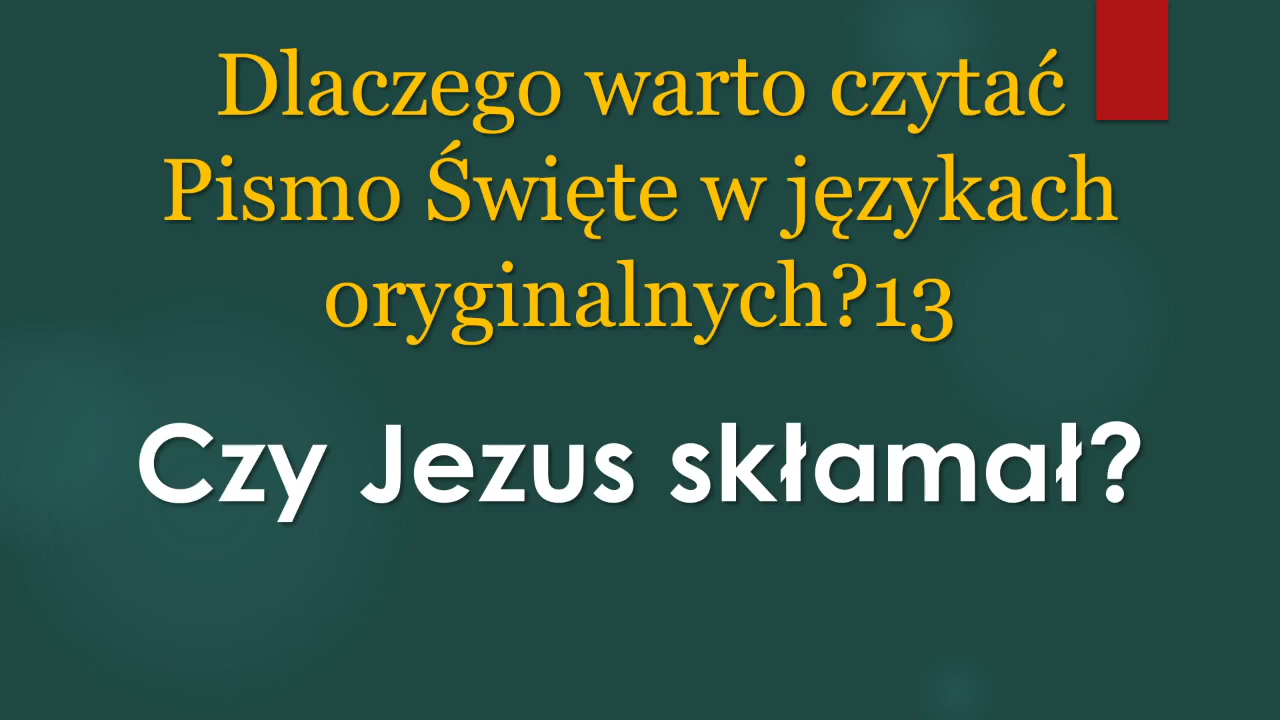 Dlaczego warto czytać
Pismo Święte w językach
oryginalnych?13
Czy Jezus skłamał?